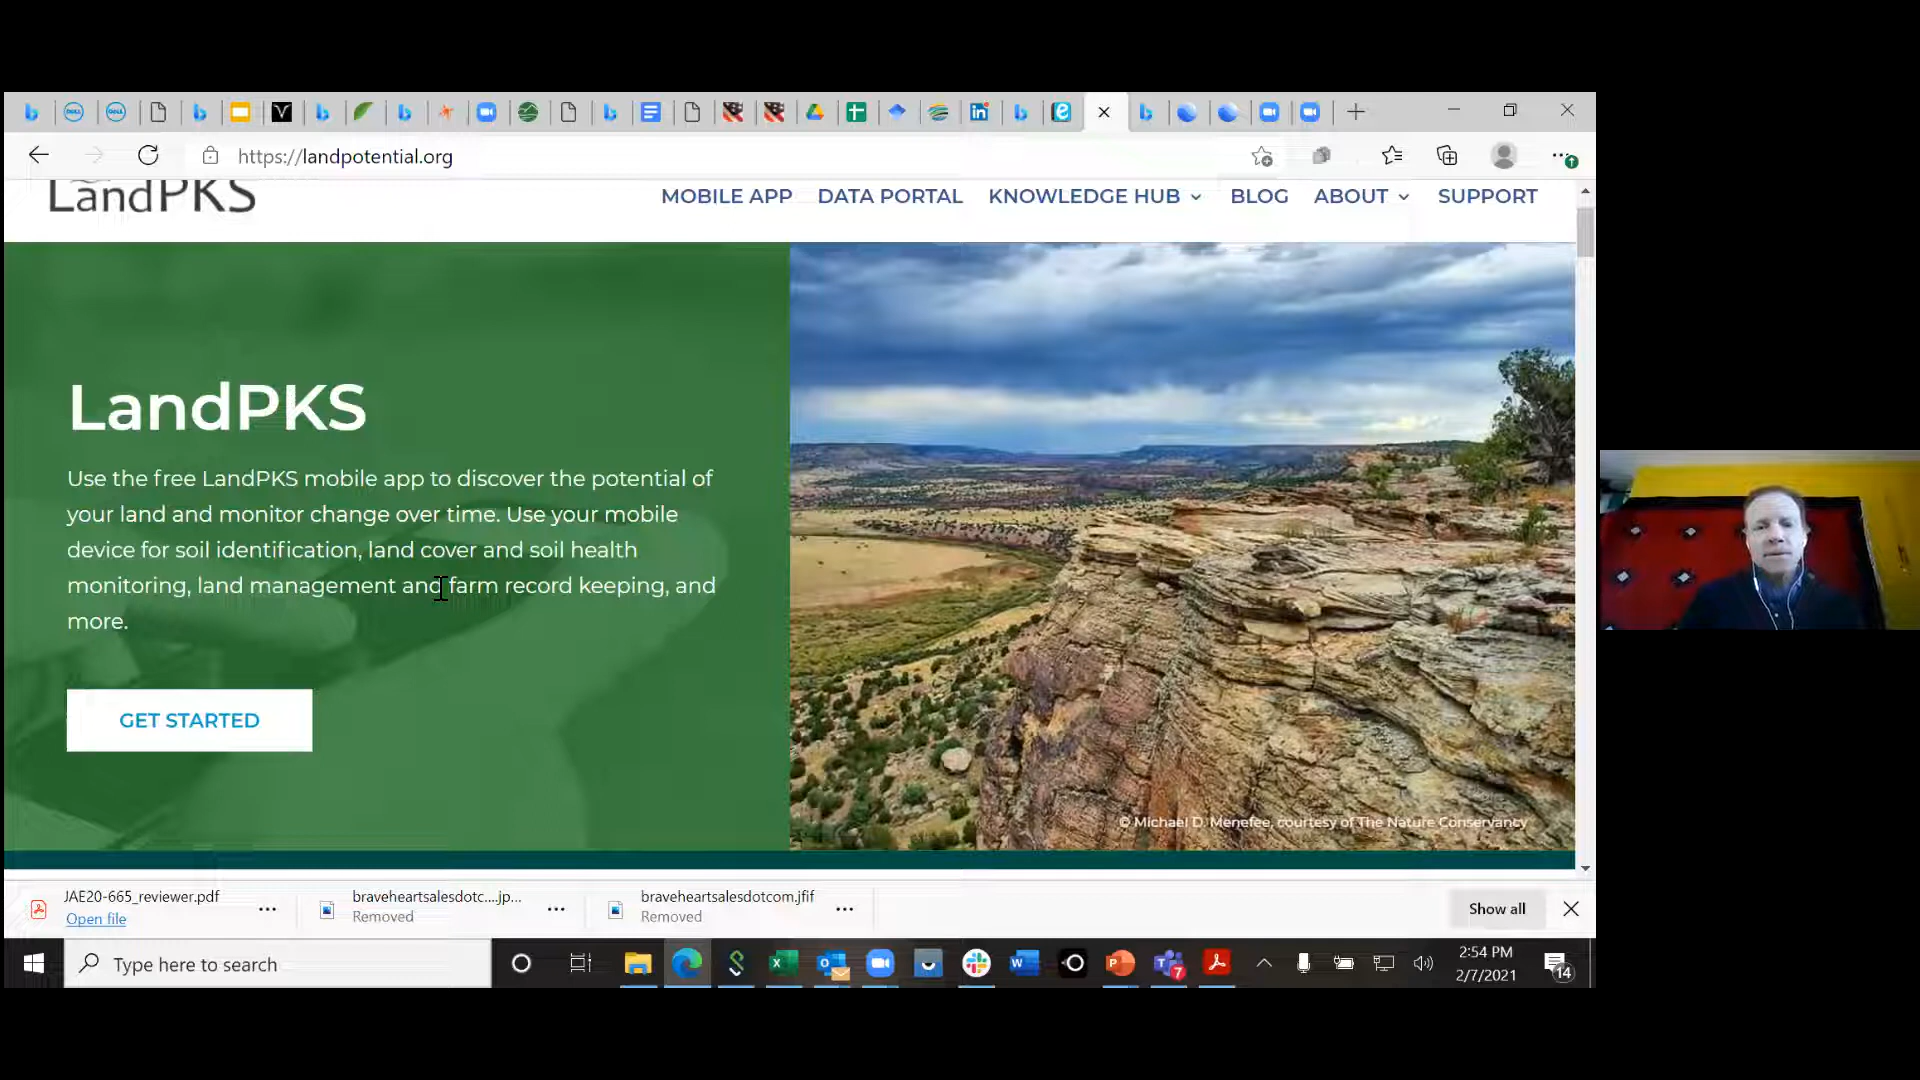 https://landpotential.org
LandPKS
MOBILE APP DATA PORTAL KNOWLEDGE HUB BLOG ABOUT SUPPORT
LandPKS
Use the free LandPKS mobile app to discover the potential of
your land and monitor change over time. Use your mobile
device for soil identification, land cover and soil health
monitoring, land management and farm record keeping, and
more.
GET STARTED
© Michael D. Menefee, courtesy of The Nature Conservancy
JAE20-665_reviewer.pdf
Open file
braveheartsalesdotc....jp...
Removed
braveheartsalesdotcom.jfif
Removed
Show all
Type here to search
2:54 PM
2/7/2021
7
14